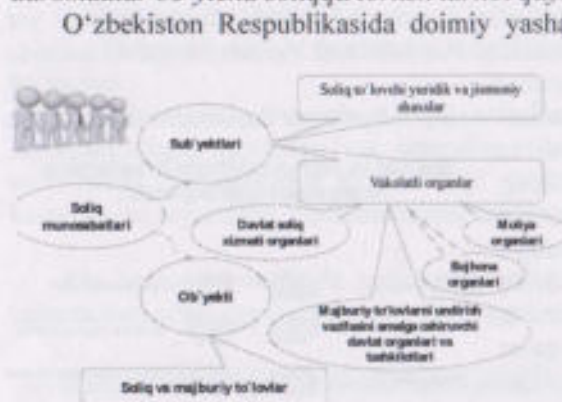 O‘zbekiston Respublikasida doimiy yasha
Soliq to`lovchi yuridik va jismoniy
shaxslar
Sub`yektlari
Vakolatli organlar
Soliq
munosabatlari
Davlat soliq
xizmati organlari
Moliya
organlari
Bojhona
organlari
Ob`yekti
Majburiy to`lovlarni undirish
vazifasini amalga oshiruvchi
davlat organlari va
tashkilotlari
Soliq va majburiy to`lovlar